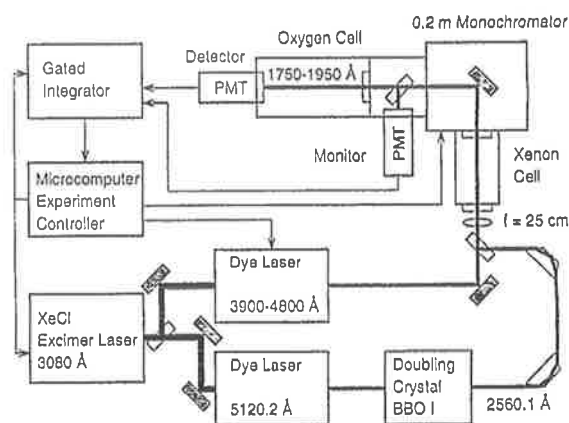 0.2 m Monochromator
Oxygen Cell
Detector
Gated
Integrator
PMT
1750-1950 Å
PMT
Monitor
Xenon
Cell
Microcomputer
Experiment
Controller
f = 25 cm
Dye Laser
3900-4800 Å
XeCl
Excimer Laser
3080 Å
Dye Laser
5120.2 Å
Doubling
Crystal
BBO I
2560.1 Å